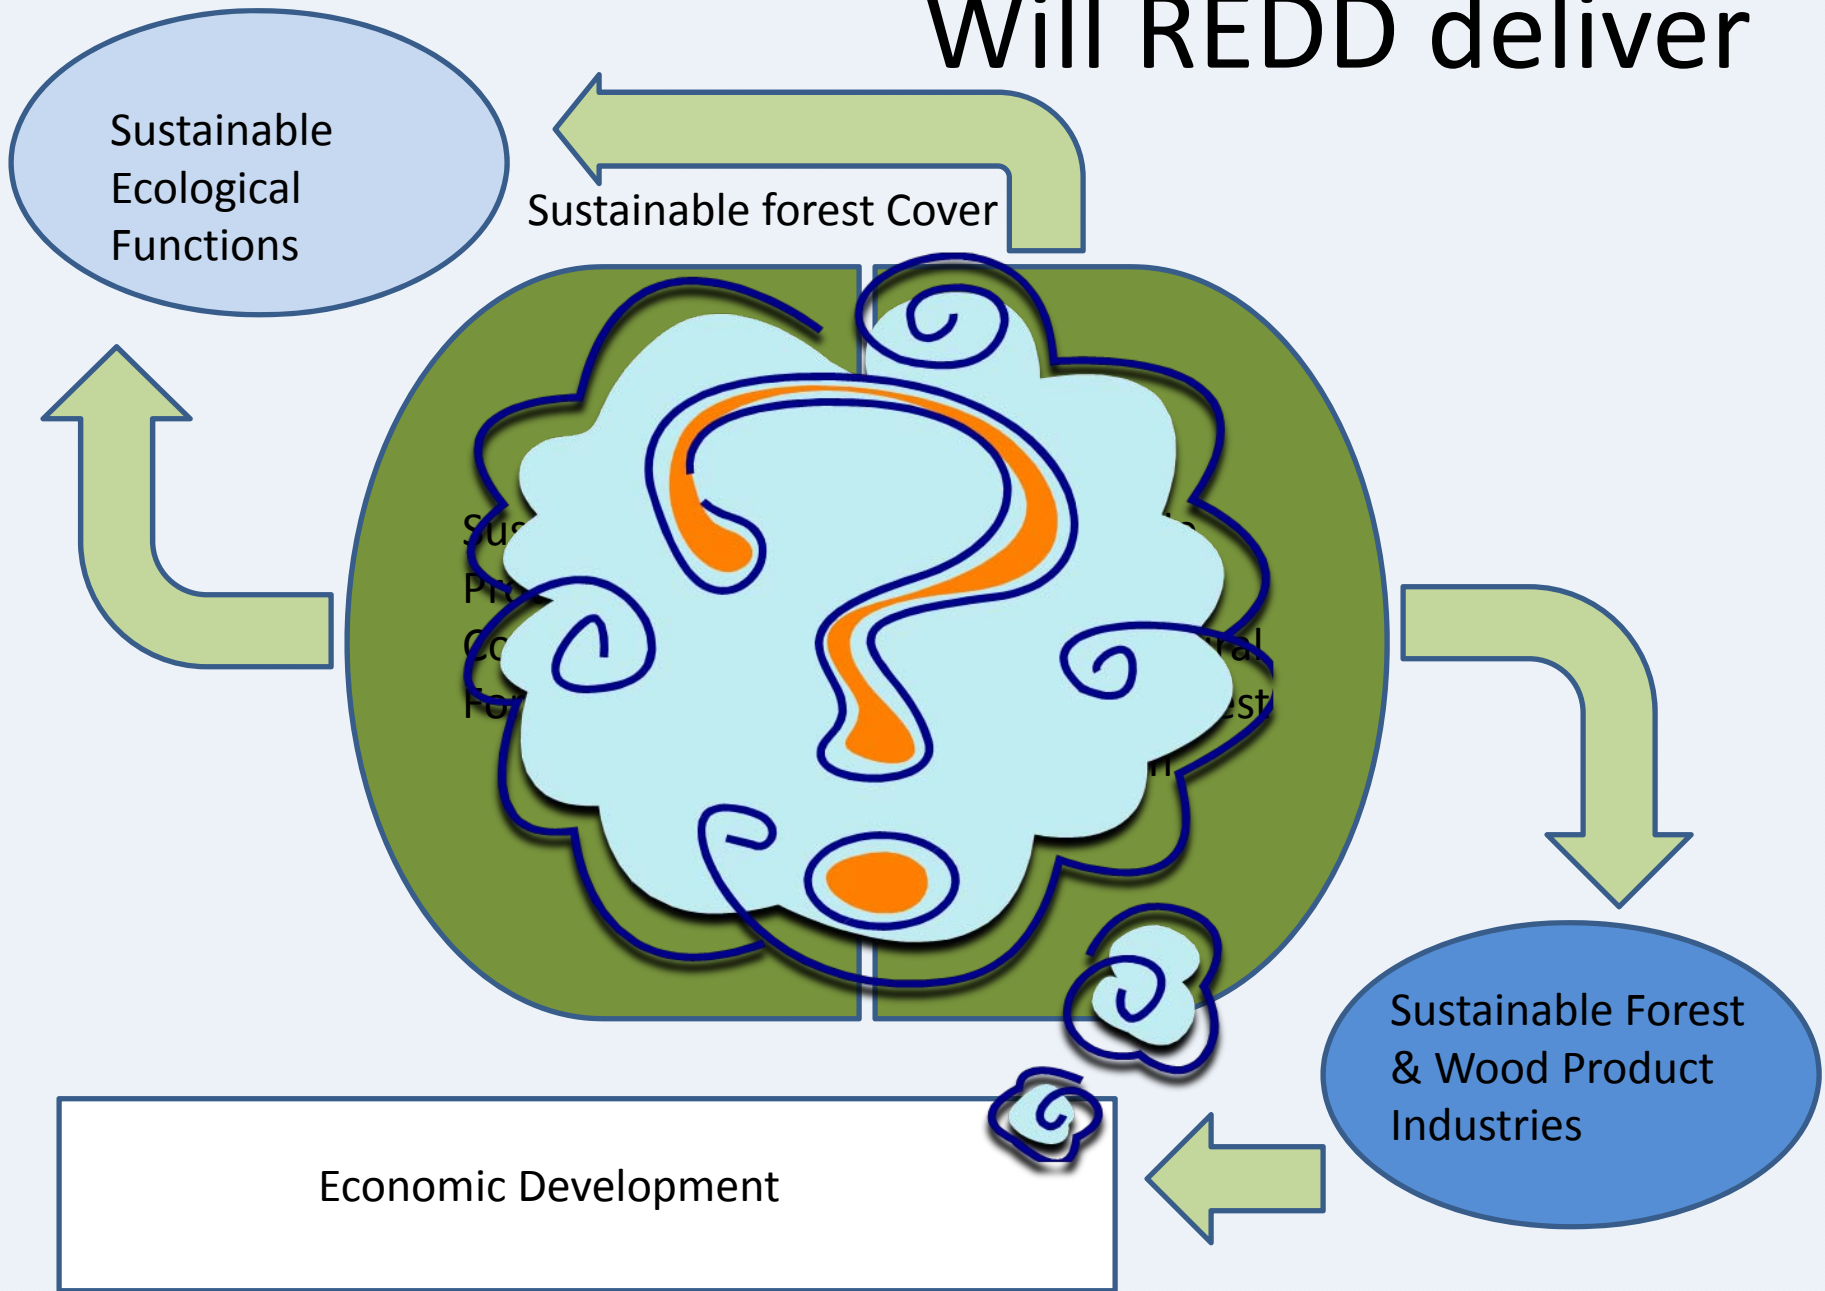 Will REDD deliver
Sustainable
Ecological
Functions
Sustainable forest Cover
Sustainable Forest
& Wood Product
Industries
Economic Development